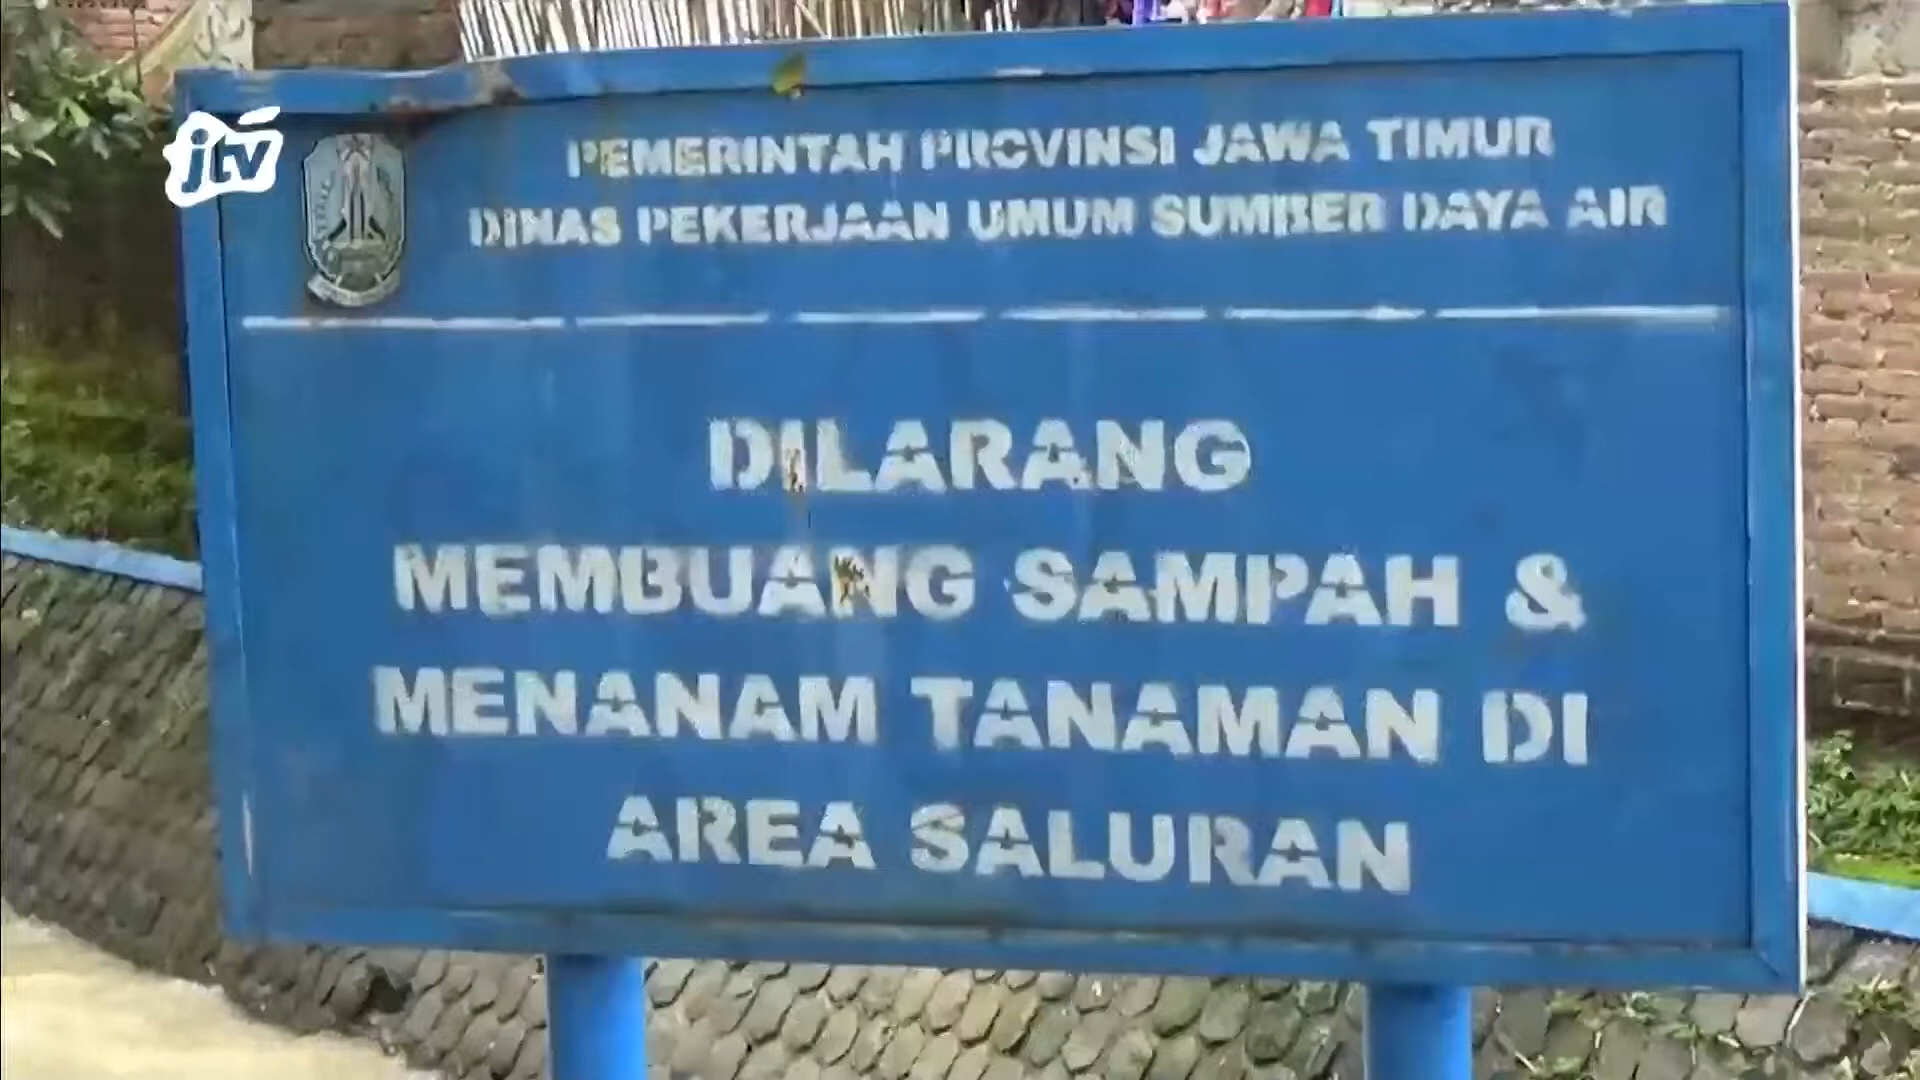 jtv
PEMERINTAH PROVINSI JAWA TIMUR
DINAS PEKERJAAN UMUM SUMBER DAYA AIR
DILARANG
MEMBUANG SAMPAH &
MENANAM TANAMAN DI
AREA SALURAN